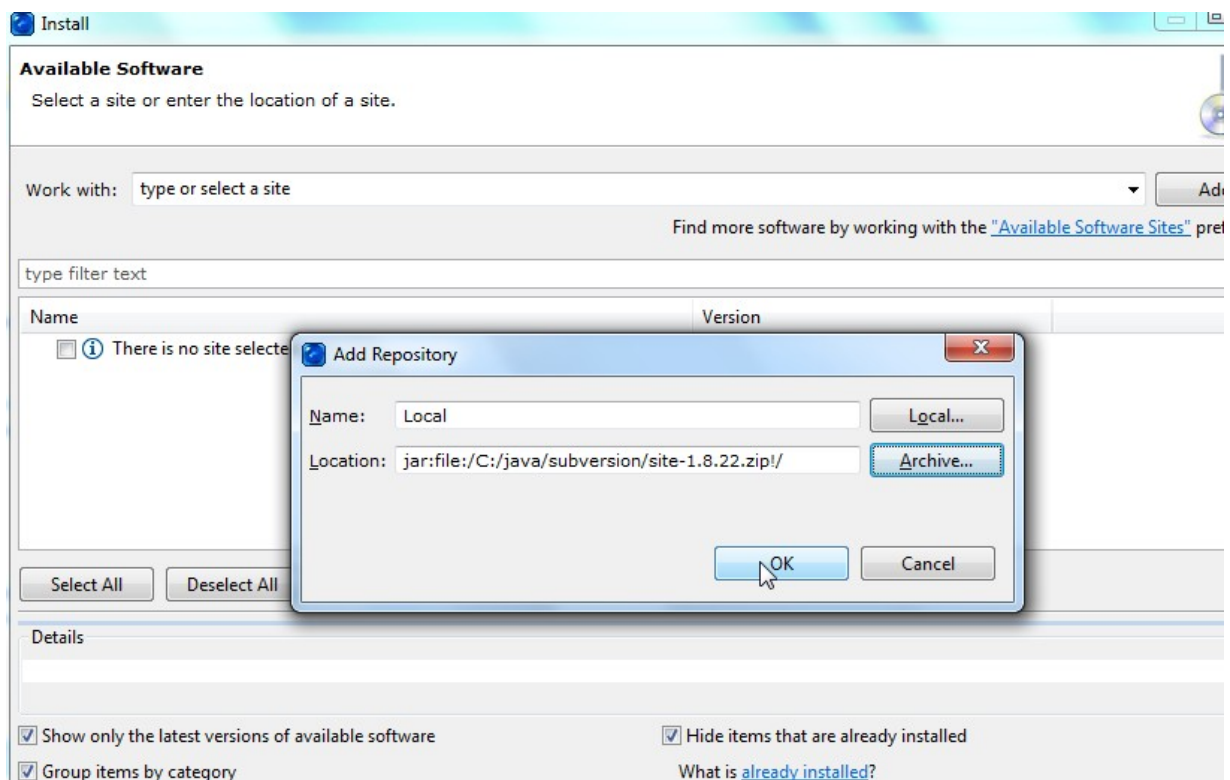 Install
Available Software
Select a site or enter the location of a site.
Work with: type or select a site
Find more software by working with the "Available Software Sites"
type filter text
Name Version
There is no site
Add Repository
Name: Local Local...
Location: jar:file:/C:/java/subversion/site-1.8.22.zip!/ Archive...
OK Cancel
Select All Deselect All
Details
Show only the latest versions of available software Hide items that are already installed
Group items by category What is already installed?